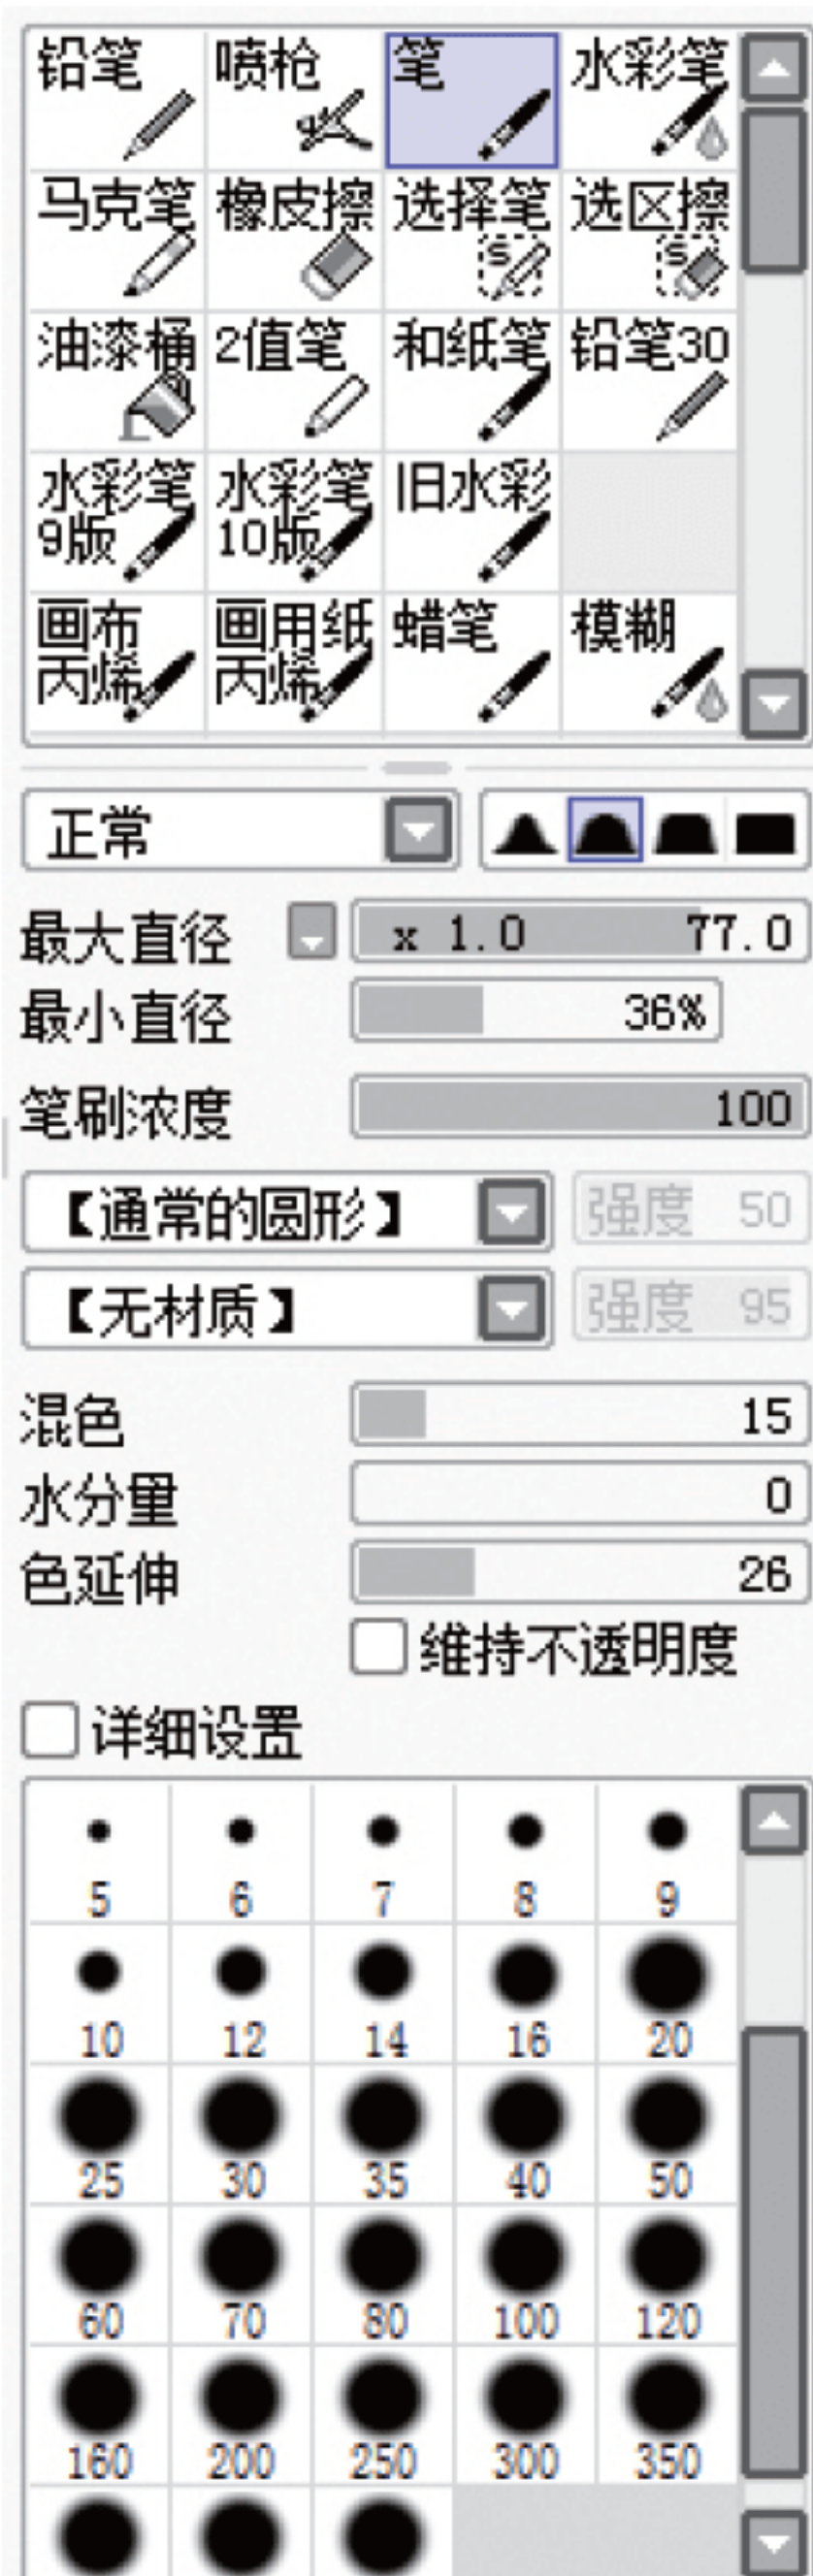 铅笔 喷枪 笔 水彩笔
马克笔 橡皮擦 选择笔 选区擦
油漆桶 2值笔 和纸笔 铅笔30
水彩笔 水彩笔 旧水彩
9版 10版
画布 画用纸 蜡笔 模糊
丙烯 丙烯
正常
最大直径 x 1.0 77.0
最小直径 36%
笔刷浓度 100
【通常的圆形】 强度 50
【无材质】 强度 95
混色 15
水分量 0
色延伸 26
维持不透明度
详细设置
5 6 7 8 9
10 12 14 16 20
25 30 35 40 50
60 70 80 100 120
160 200 250 300 350